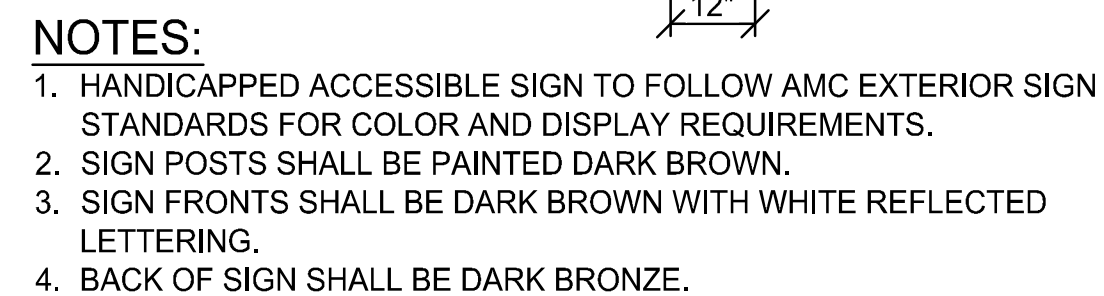 12"
NOTES:
1. HANDICAPPED ACCESSIBLE SIGN TO FOLLOW AMC EXTERIOR SIGN
STANDARDS FOR COLOR AND DISPLAY REQUIREMENTS.
2. SIGN POSTS SHALL BE PAINTED DARK BROWN.
3. SIGN FRONTS SHALL BE DARK BROWN WITH WHITE REFLECTED
LETTERING.
4. BACK OF SIGN SHALL BE DARK BRONZE.